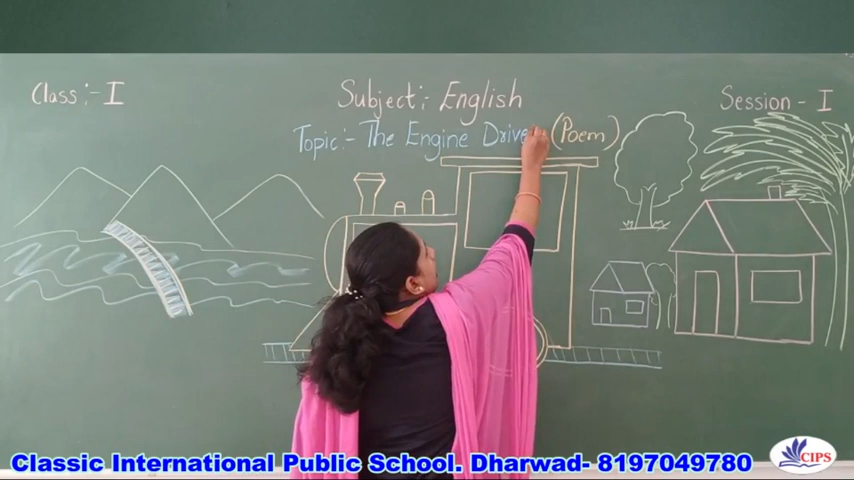 Class :- I
Subject : English
Session - I
Topic :- The Engine Drive (Poem)
Classic International Public School. Dharwad- 8197049780
CIPS